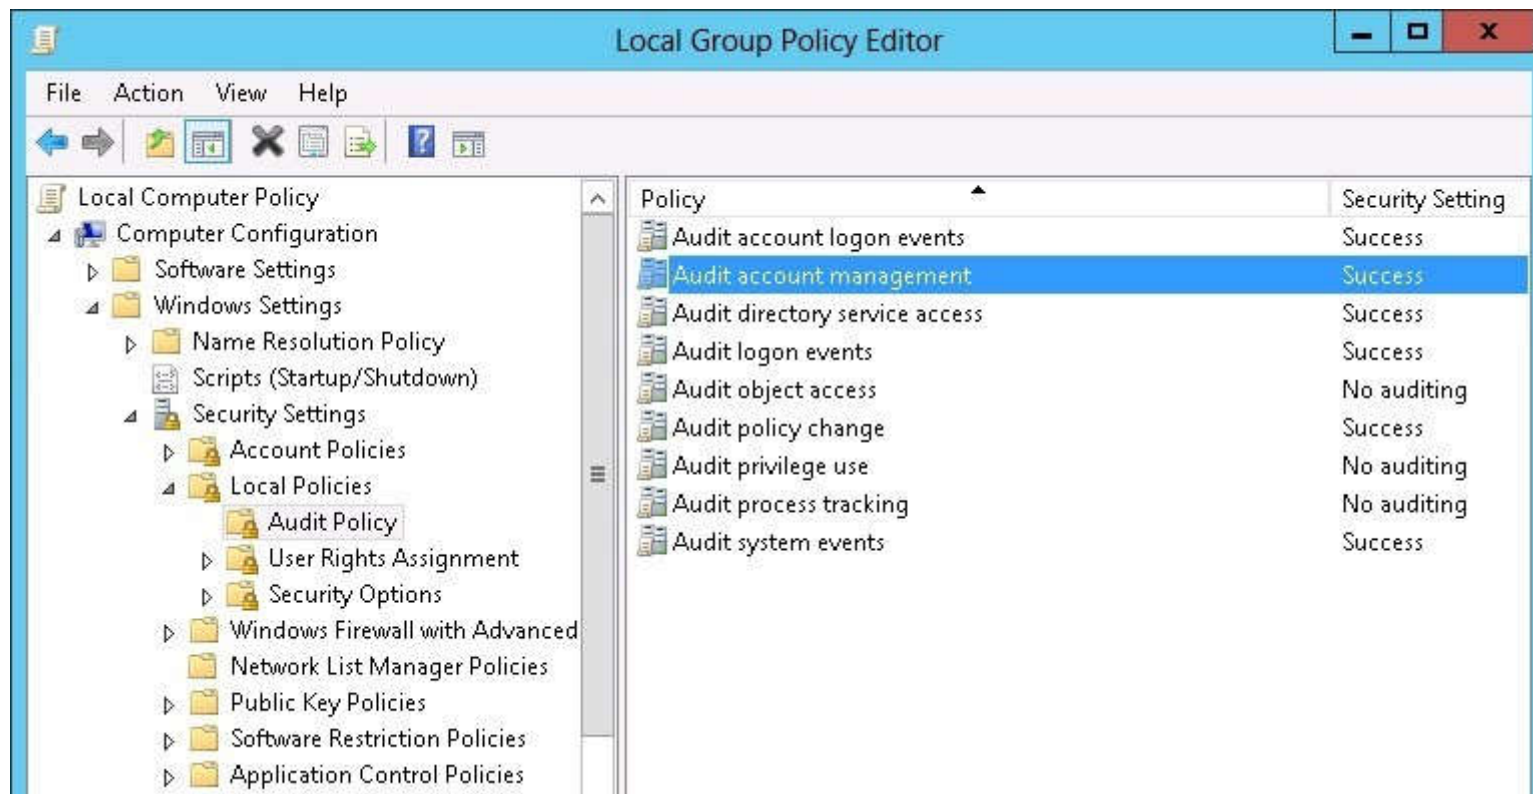 Local Group Policy Editor
File Action View Help
Local Computer Policy
Computer Configuration
Software Settings
Windows Settings
Name Resolution Policy
Scripts (Startup/Shutdown)
Security Settings
Account Policies
Local Policies
Audit Policy
User Rights Assignment
Security Options
Windows Firewall with Advanced
Network List Manager Policies
Public Key Policies
Software Restriction Policies
Application Control Policies
Policy Security Setting
Audit account logon events Success
Audit account management Success
Audit directory service access Success
Audit logon events Success
Audit object access No auditing
Audit policy change Success
Audit privilege use No auditing
Audit process tracking No auditing
Audit system events Success